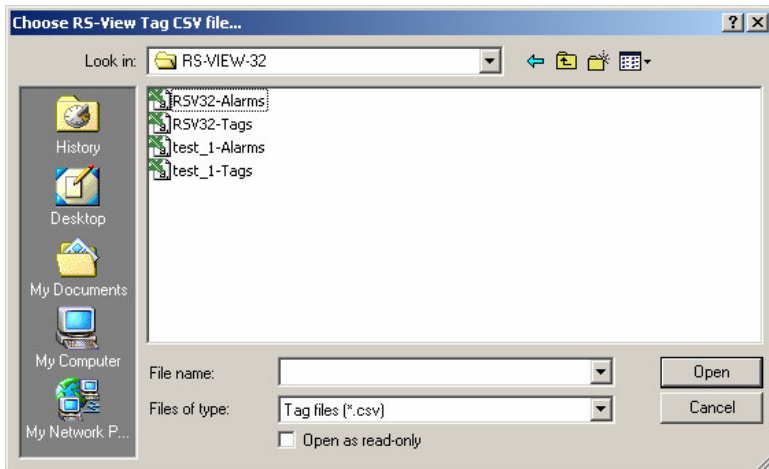 Choose RS-View Tag CSV file...
Look in: RS-VIEW-32
RSV32-Alarms
RSV32-Tags
test_1-Alarms
test_1-Tags
History
Desktop
My Documents
My Computer
My Network P...
File name:
Open
Files of type: Tag files (*.csv)
Cancel
Open as read-only